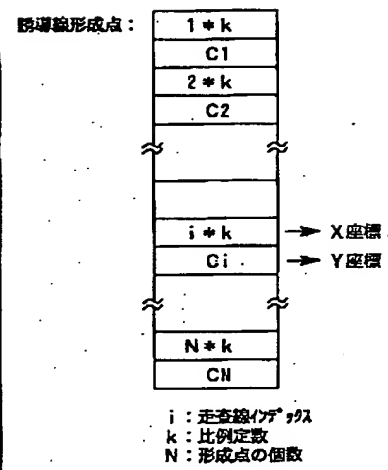 誘導線形成点:
1*k
C1
2*k
C2
i*k → X座標
Ci → Y座標
N*k
CN
i:走査線インデックス
k:比例定数
N:形成点の個数